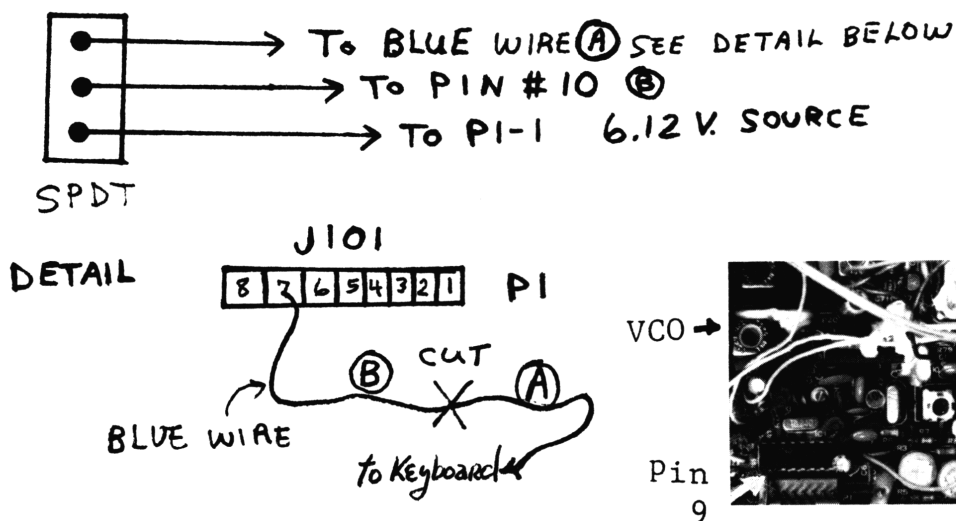 TO BLUE WIRE (A) SEE DETAIL BELOW
TO PIN #10 (B)
TO P1-1 6.12 V. SOURCE
SPDT
J101
DETAIL
8 7 6 5 4 3 2 1 P1
VCO
CUT
B A
BLUE WIRE
to Keyboard
Pin
9